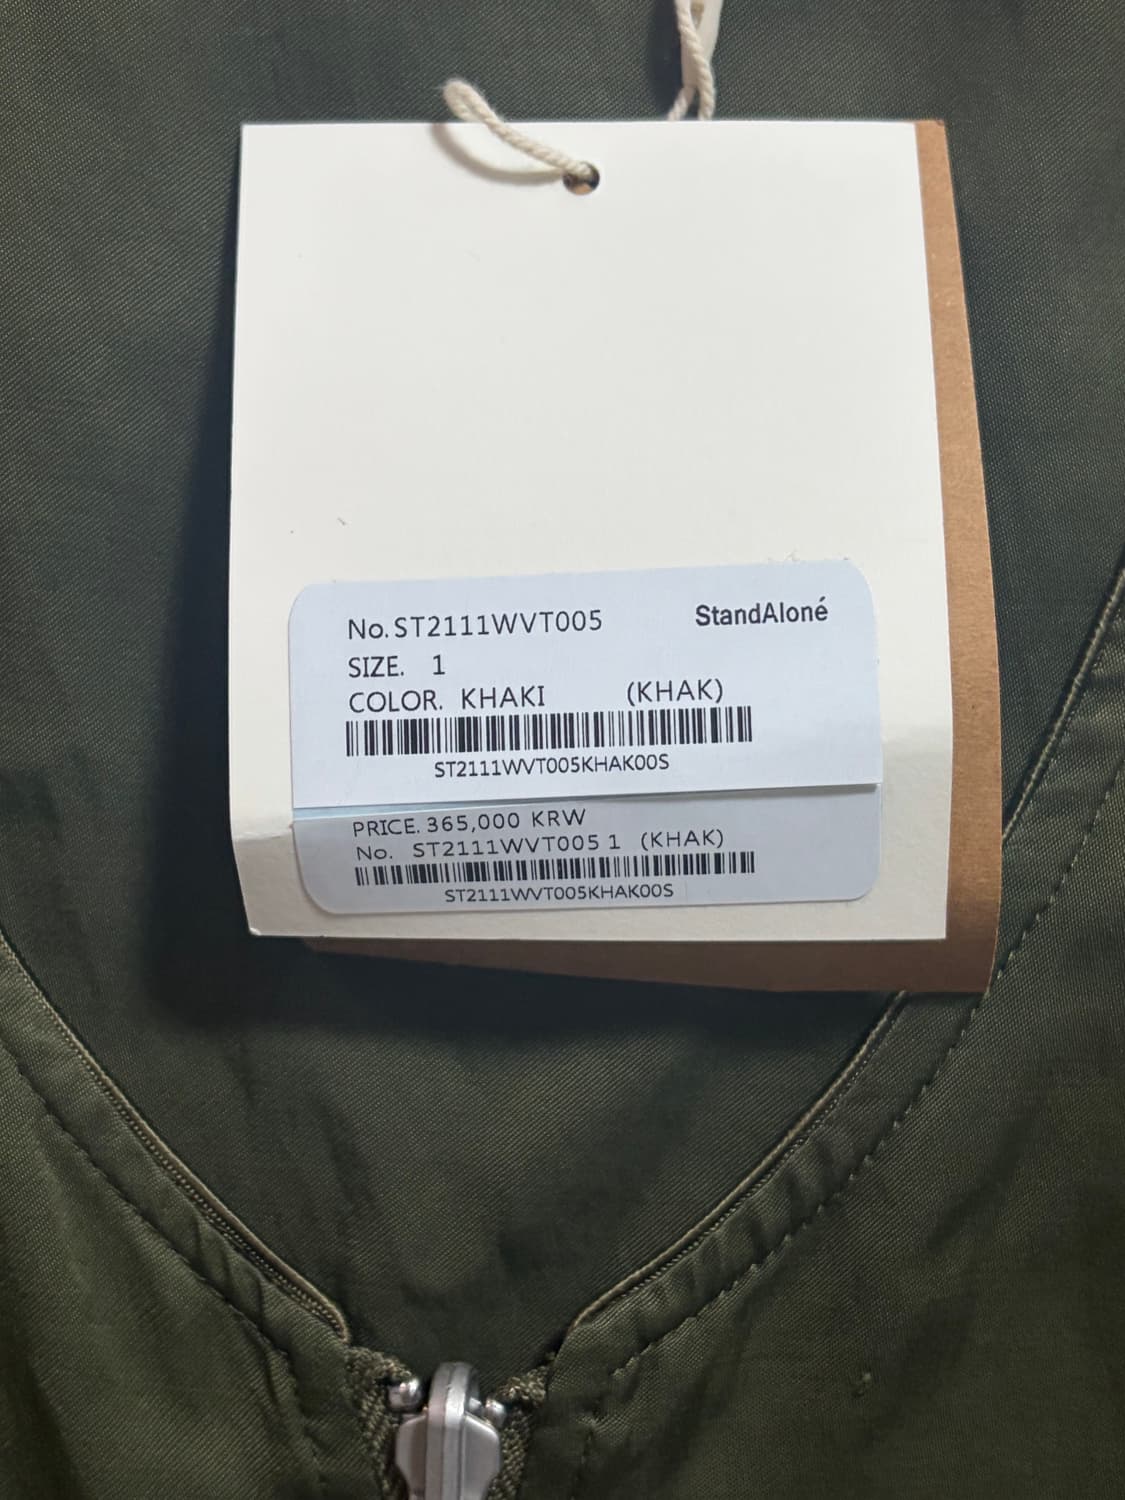 No. ST2111WVT005 StandAloné
SIZE. 1
COLOR. KHAKI (KHAK)
ST2111WVT005KHAK00S
PRICE. 365,000 KRW
No. ST2111WVT005 1 (KHAK)
ST2111WVT005KHAK00S